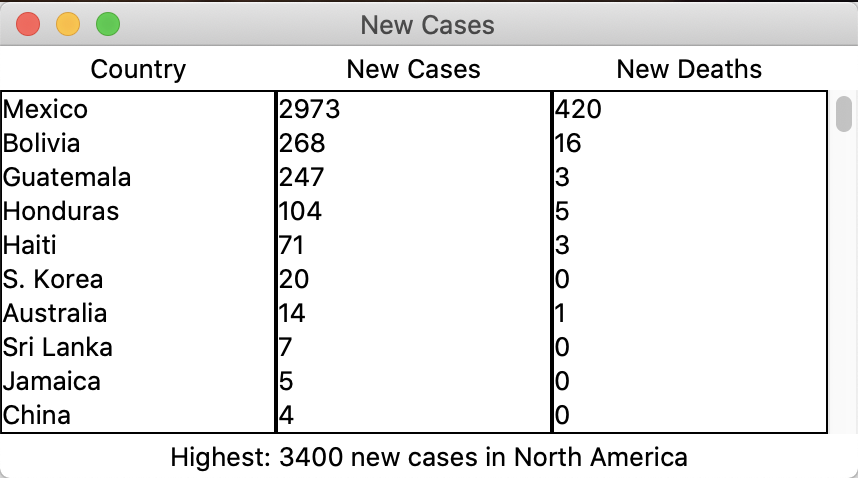 New Cases
Country New Cases New Deaths
Mexico 2973 420
Bolivia 268 16
Guatemala 247 3
Honduras 104 5
Haiti 71 3
S. Korea 20 0
Australia 14 1
Sri Lanka 7 0
Jamaica 5 0
China 4 0
Highest: 3400 new cases in North America